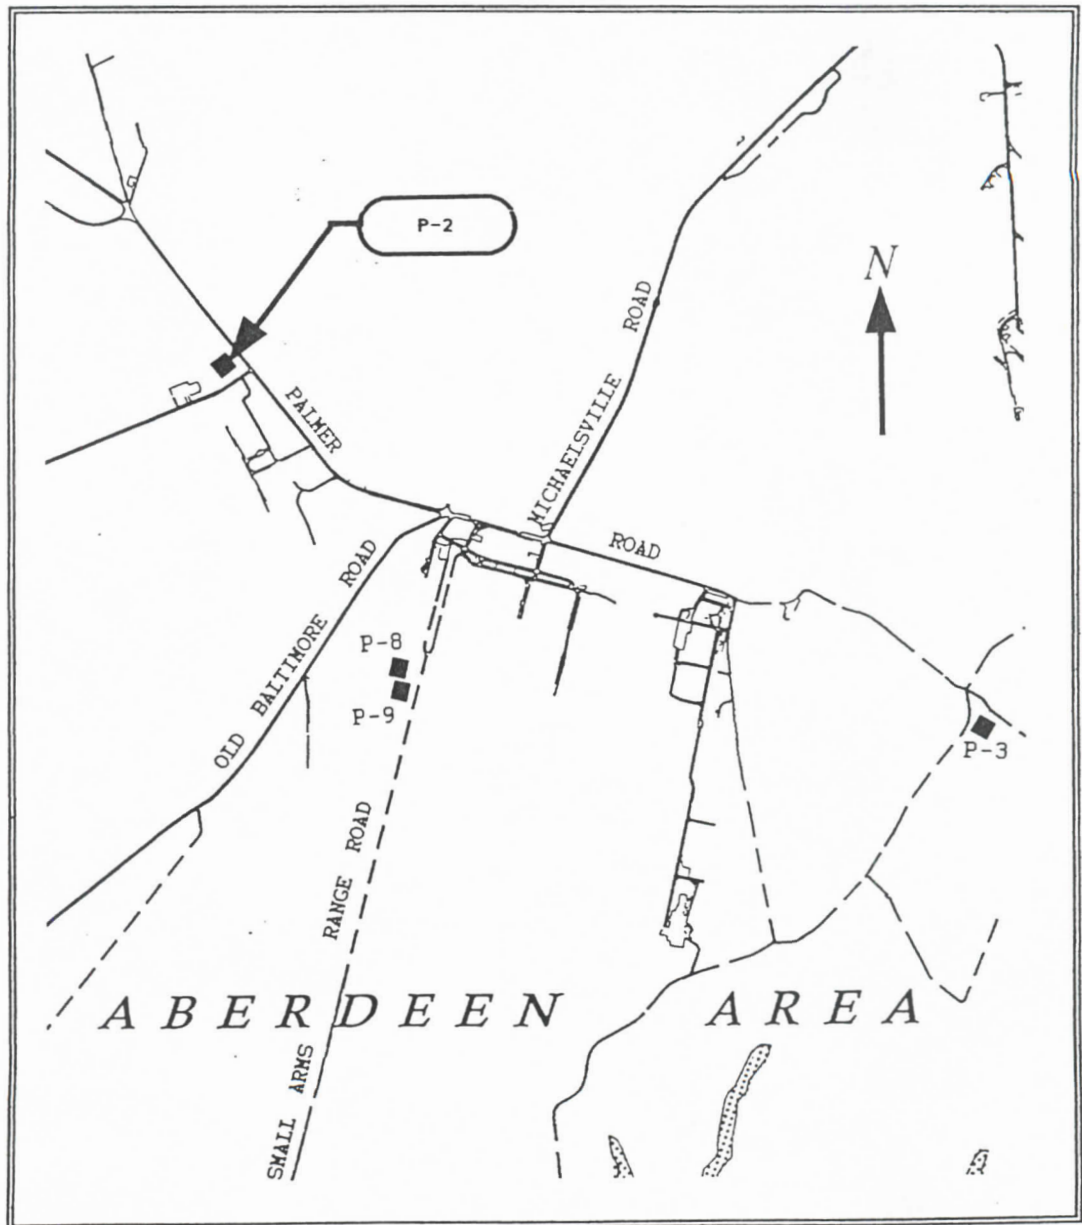 P-2
N
MICHAELSVILLE ROAD
PALMER ROAD
OLD BALTIMORE ROAD
P-8
P-9
P-3
SMALL ARMS RANGE ROAD
ABERDEEN AREA